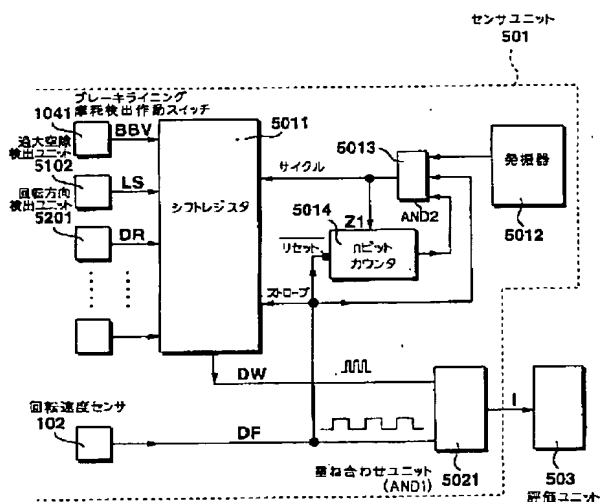 センサユニット
501
ブレーキライニング
摩耗検出作動スイッチ
1041
BBV
過大空隙
検出ユニット
5102
LS
回転方向
検出ユニット
5201
DR
シフトレジスタ
5011
サイクル
5013
AND2
発振器
5012
5014
Z1
nビット
カウンタ
リセット
ストローブ
DW
回転速度センサ
102
DF
重ね合わせユニット
(AND1)
5021
I
503
評価ユニット